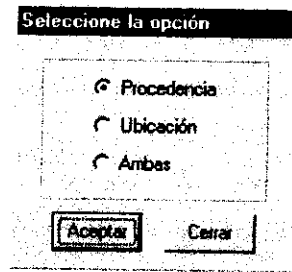 Seleccione la opción
Procedencia
Ubicación
Ambas
Aceptar
Cerrar